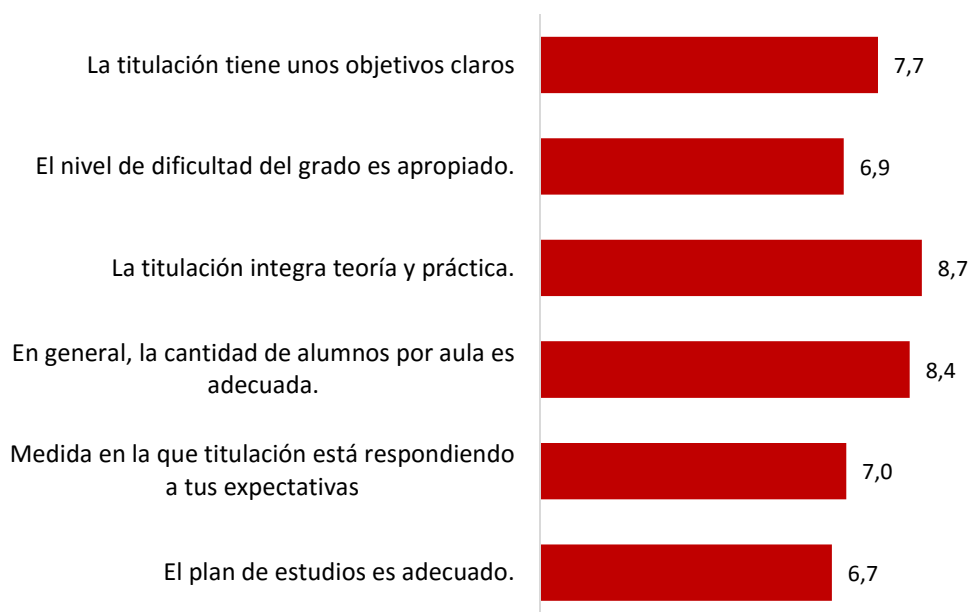 La titulación tiene unos objetivos claros
7,7
El nivel de dificultad del grado es apropiado.
6,9
La titulación integra teoría y práctica.
8,7
En general, la cantidad de alumnos por aula es
adecuada.
8,4
Medida en la que titulación está respondiendo
a tus expectativas
7,0
El plan de estudios es adecuado.
6,7